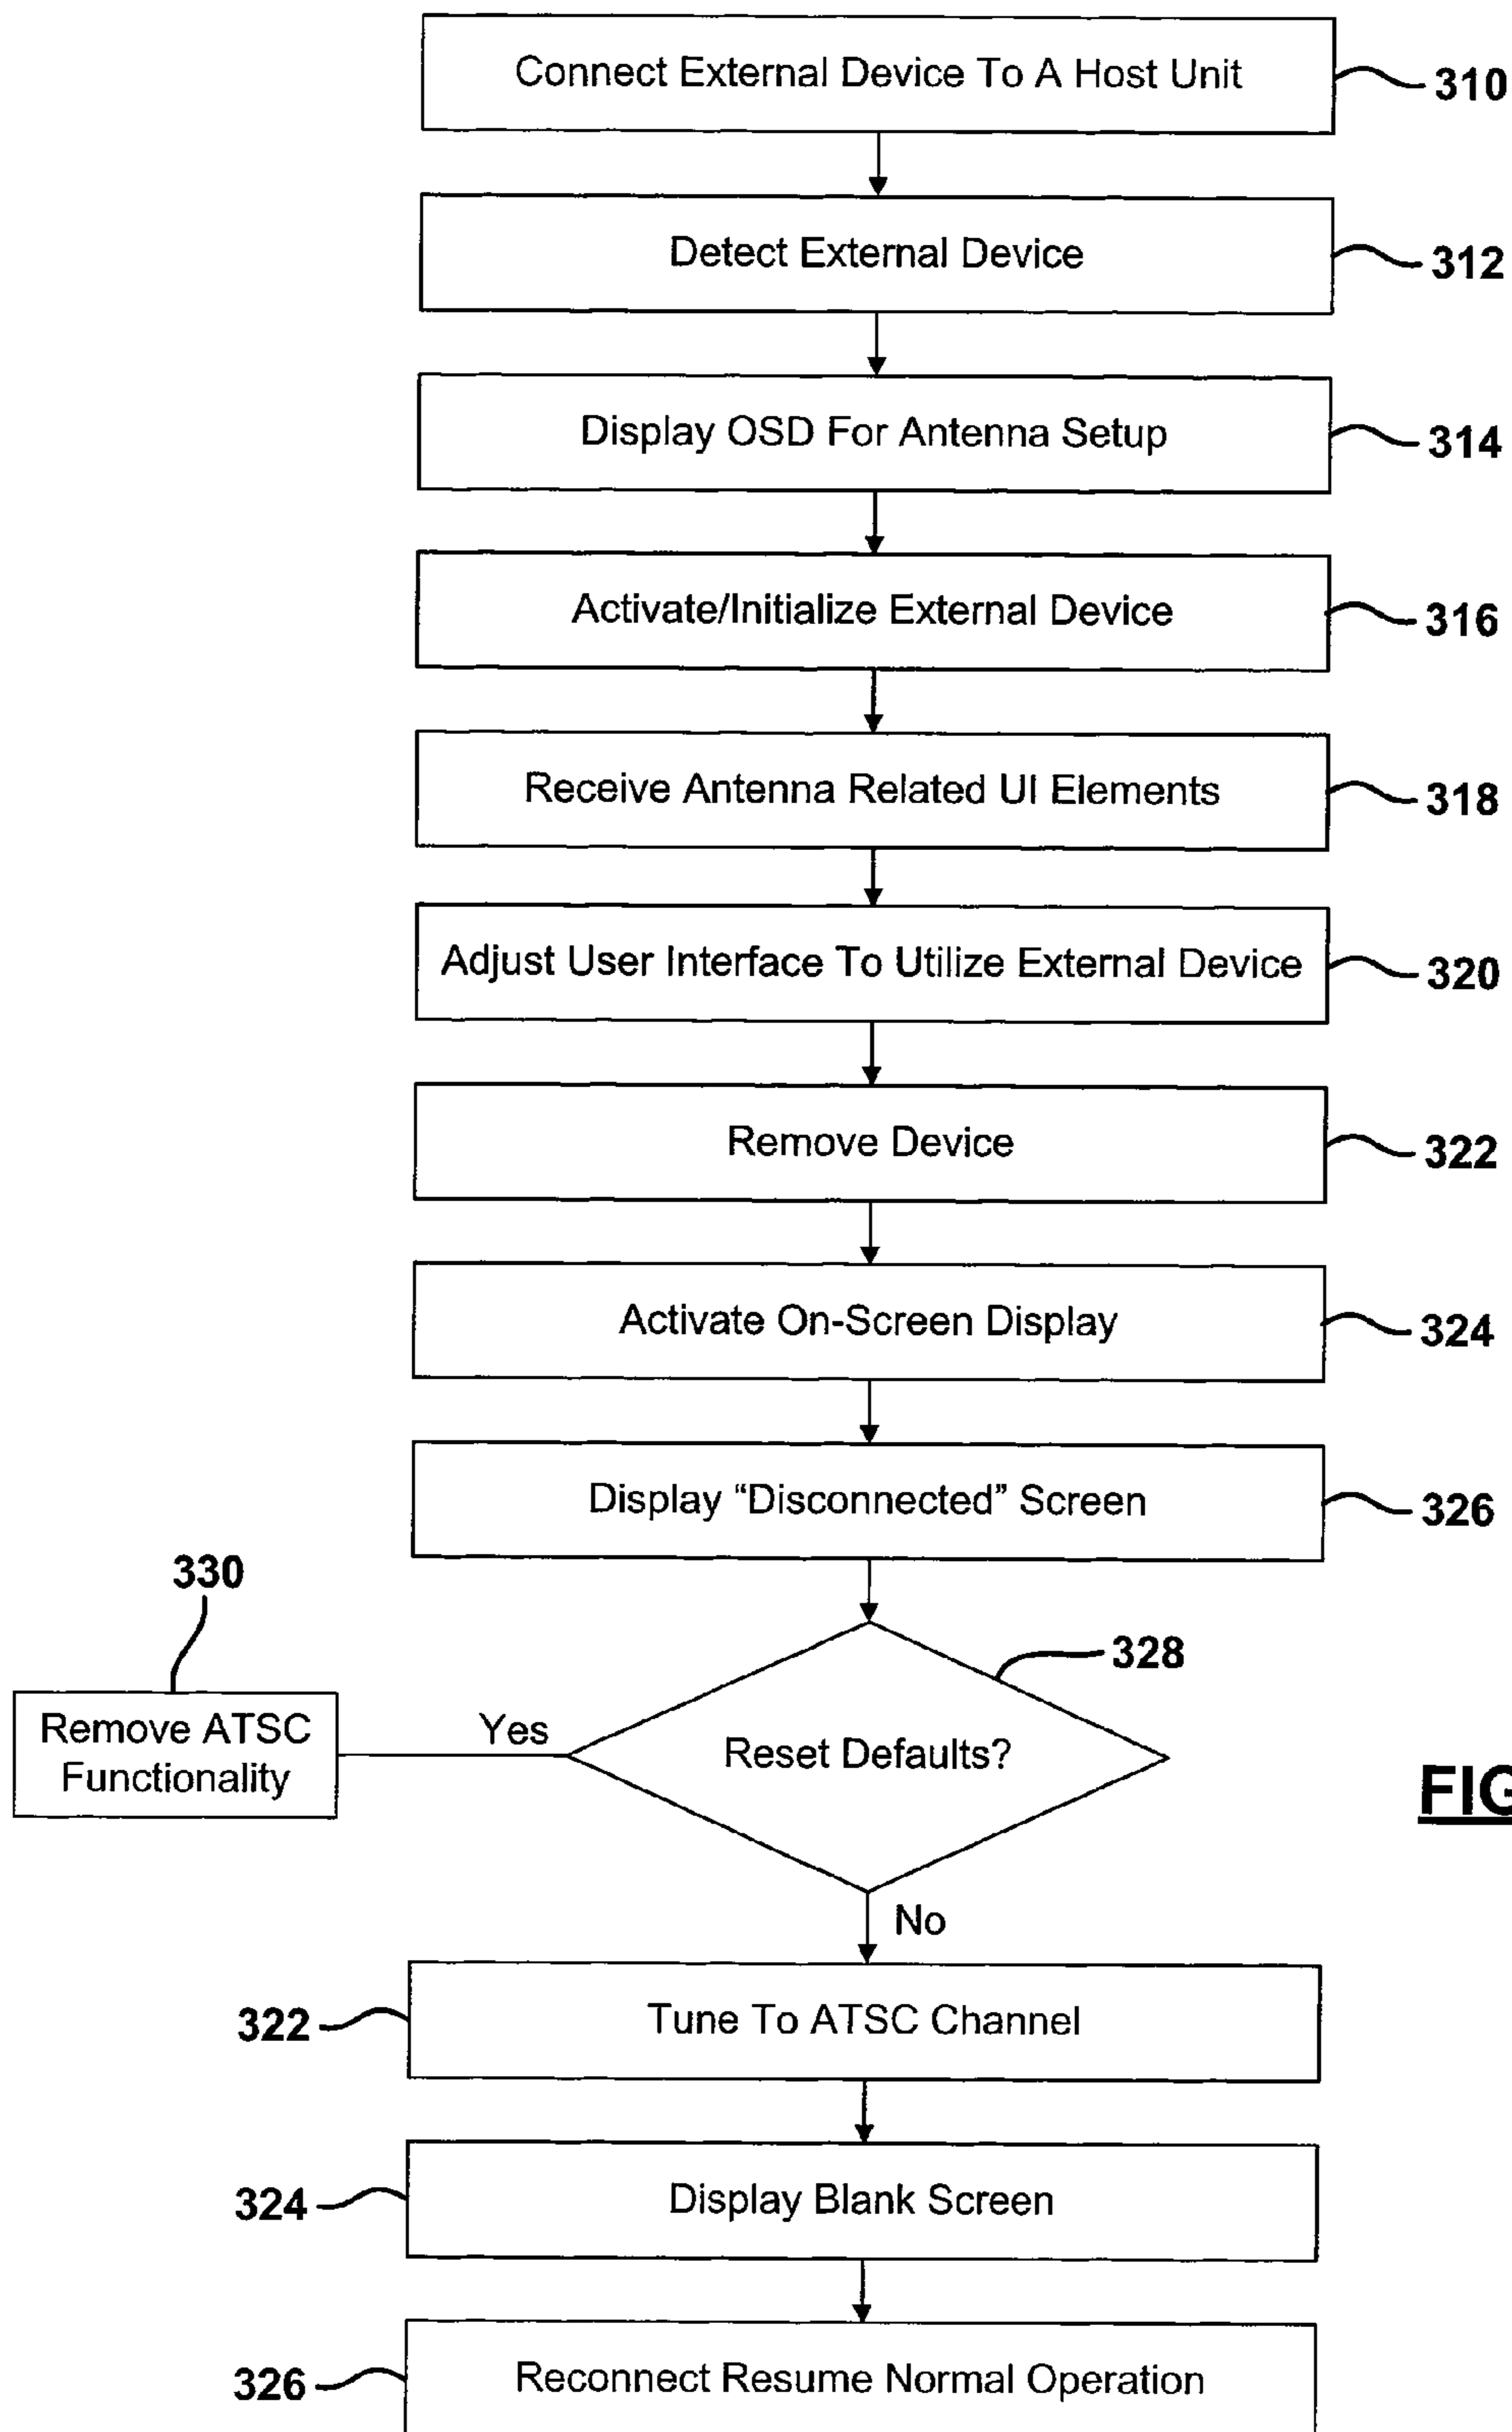 Connect External Device To A Host Unit
310
Detect External Device
312
Display OSD For Antenna Setup
314
Activate/Initialize External Device
316
Receive Antenna Related UI Elements
318
Adjust User Interface To Utilize External Device
320
Remove Device
322
Activate On-Screen Display
324
Display “Disconnected” Screen
326
330
328
Remove ATSC
Functionality
Yes
Reset Defaults?
FIG
No
322
Tune To ATSC Channel
324
Display Blank Screen
326
Reconnect Resume Normal Operation